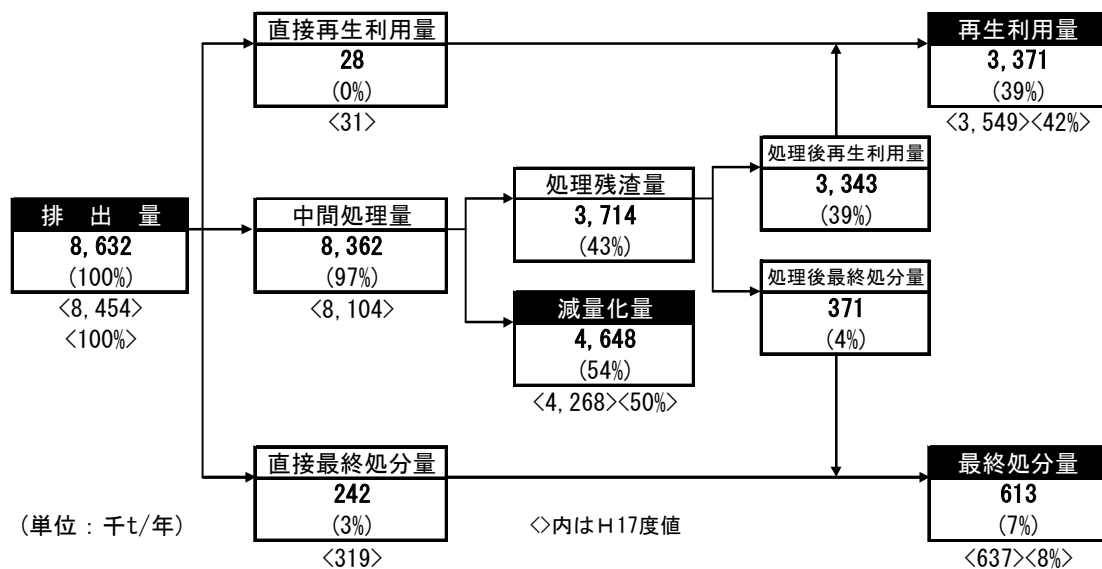 直接再生利用量
28
(0%)
<31>
再生利用量
3,371
(39%)
<3,549><42%>
処理後再生利用量
3,343
(39%)
処理残渣量
3,714
(43%)
排出量
8,632
(100%)
<8,454>
<100%>
中間処理量
8,362
(97%)
<8,104>
処理後最終処分量
371
(4%)
減量化量
4,648
(54%)
<4,268><50%>
直接最終処分量
242
(3%)
<319>
最終処分量
613
(7%)
<637><8%>
(単位：千t/年)
<>内はＨ17度値